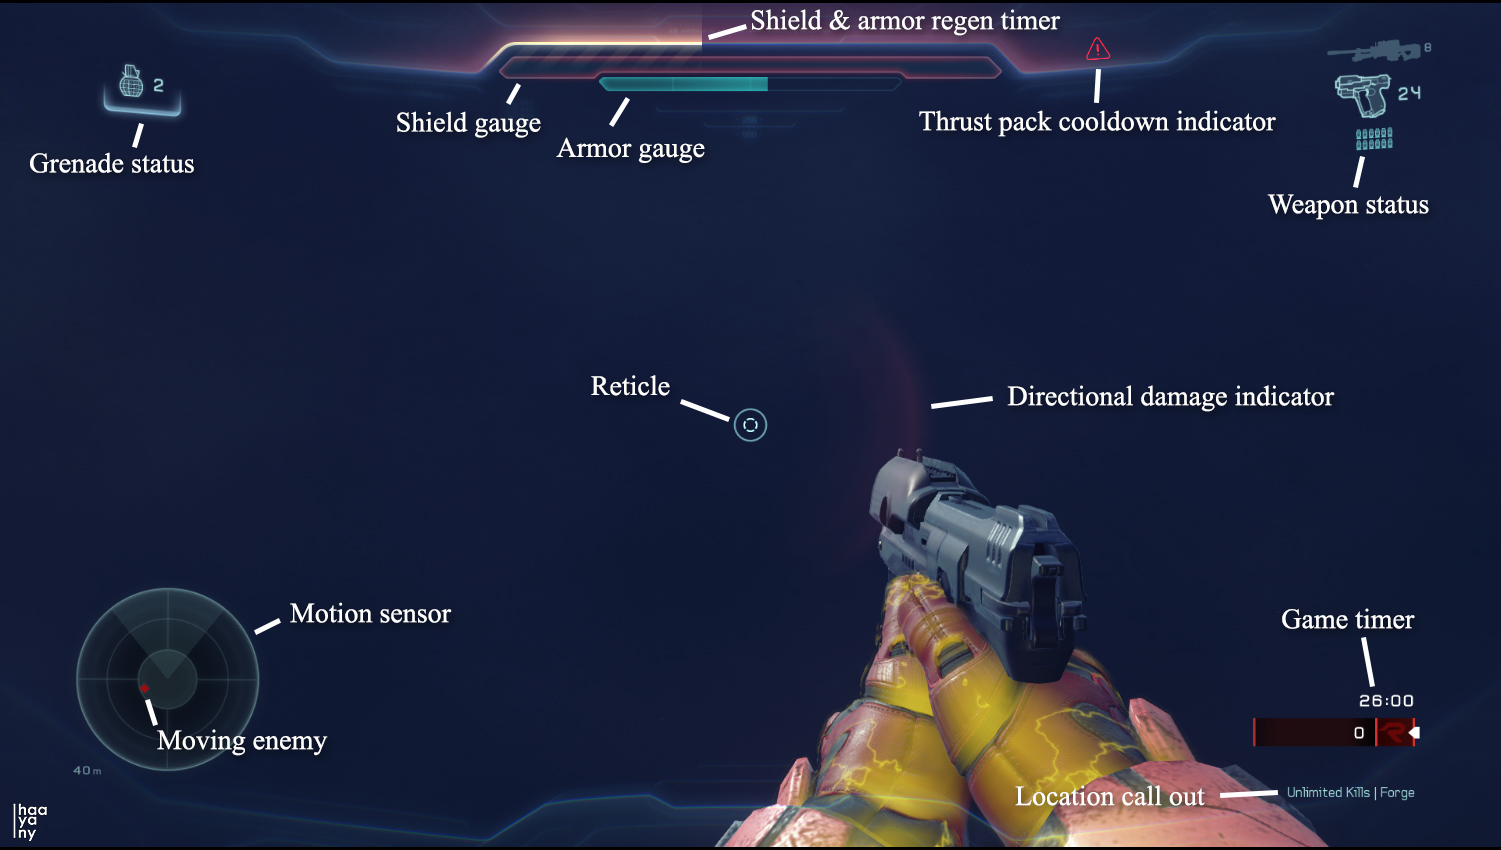 Shield & armor regen timer
8
2
24
Shield gauge
Thrust pack cooldown indicator
Armor gauge
Grenade status
Weapon status
Reticle
Directional damage indicator
Motion sensor
Game timer
26:00
0
Moving enemy
40 m
Location call out
Unlimited Kills | Forge
haa
ya
ny